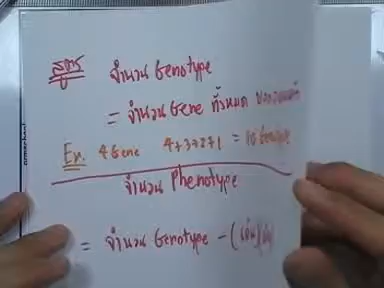 สูตร จำนวน Genotype
= จำนวน Gene ทั้งหมด
Ex. 4 Gene 4+3+2+1 = 10 Genotype
จำนวน Phenotype
= จำนวน Genotype - (